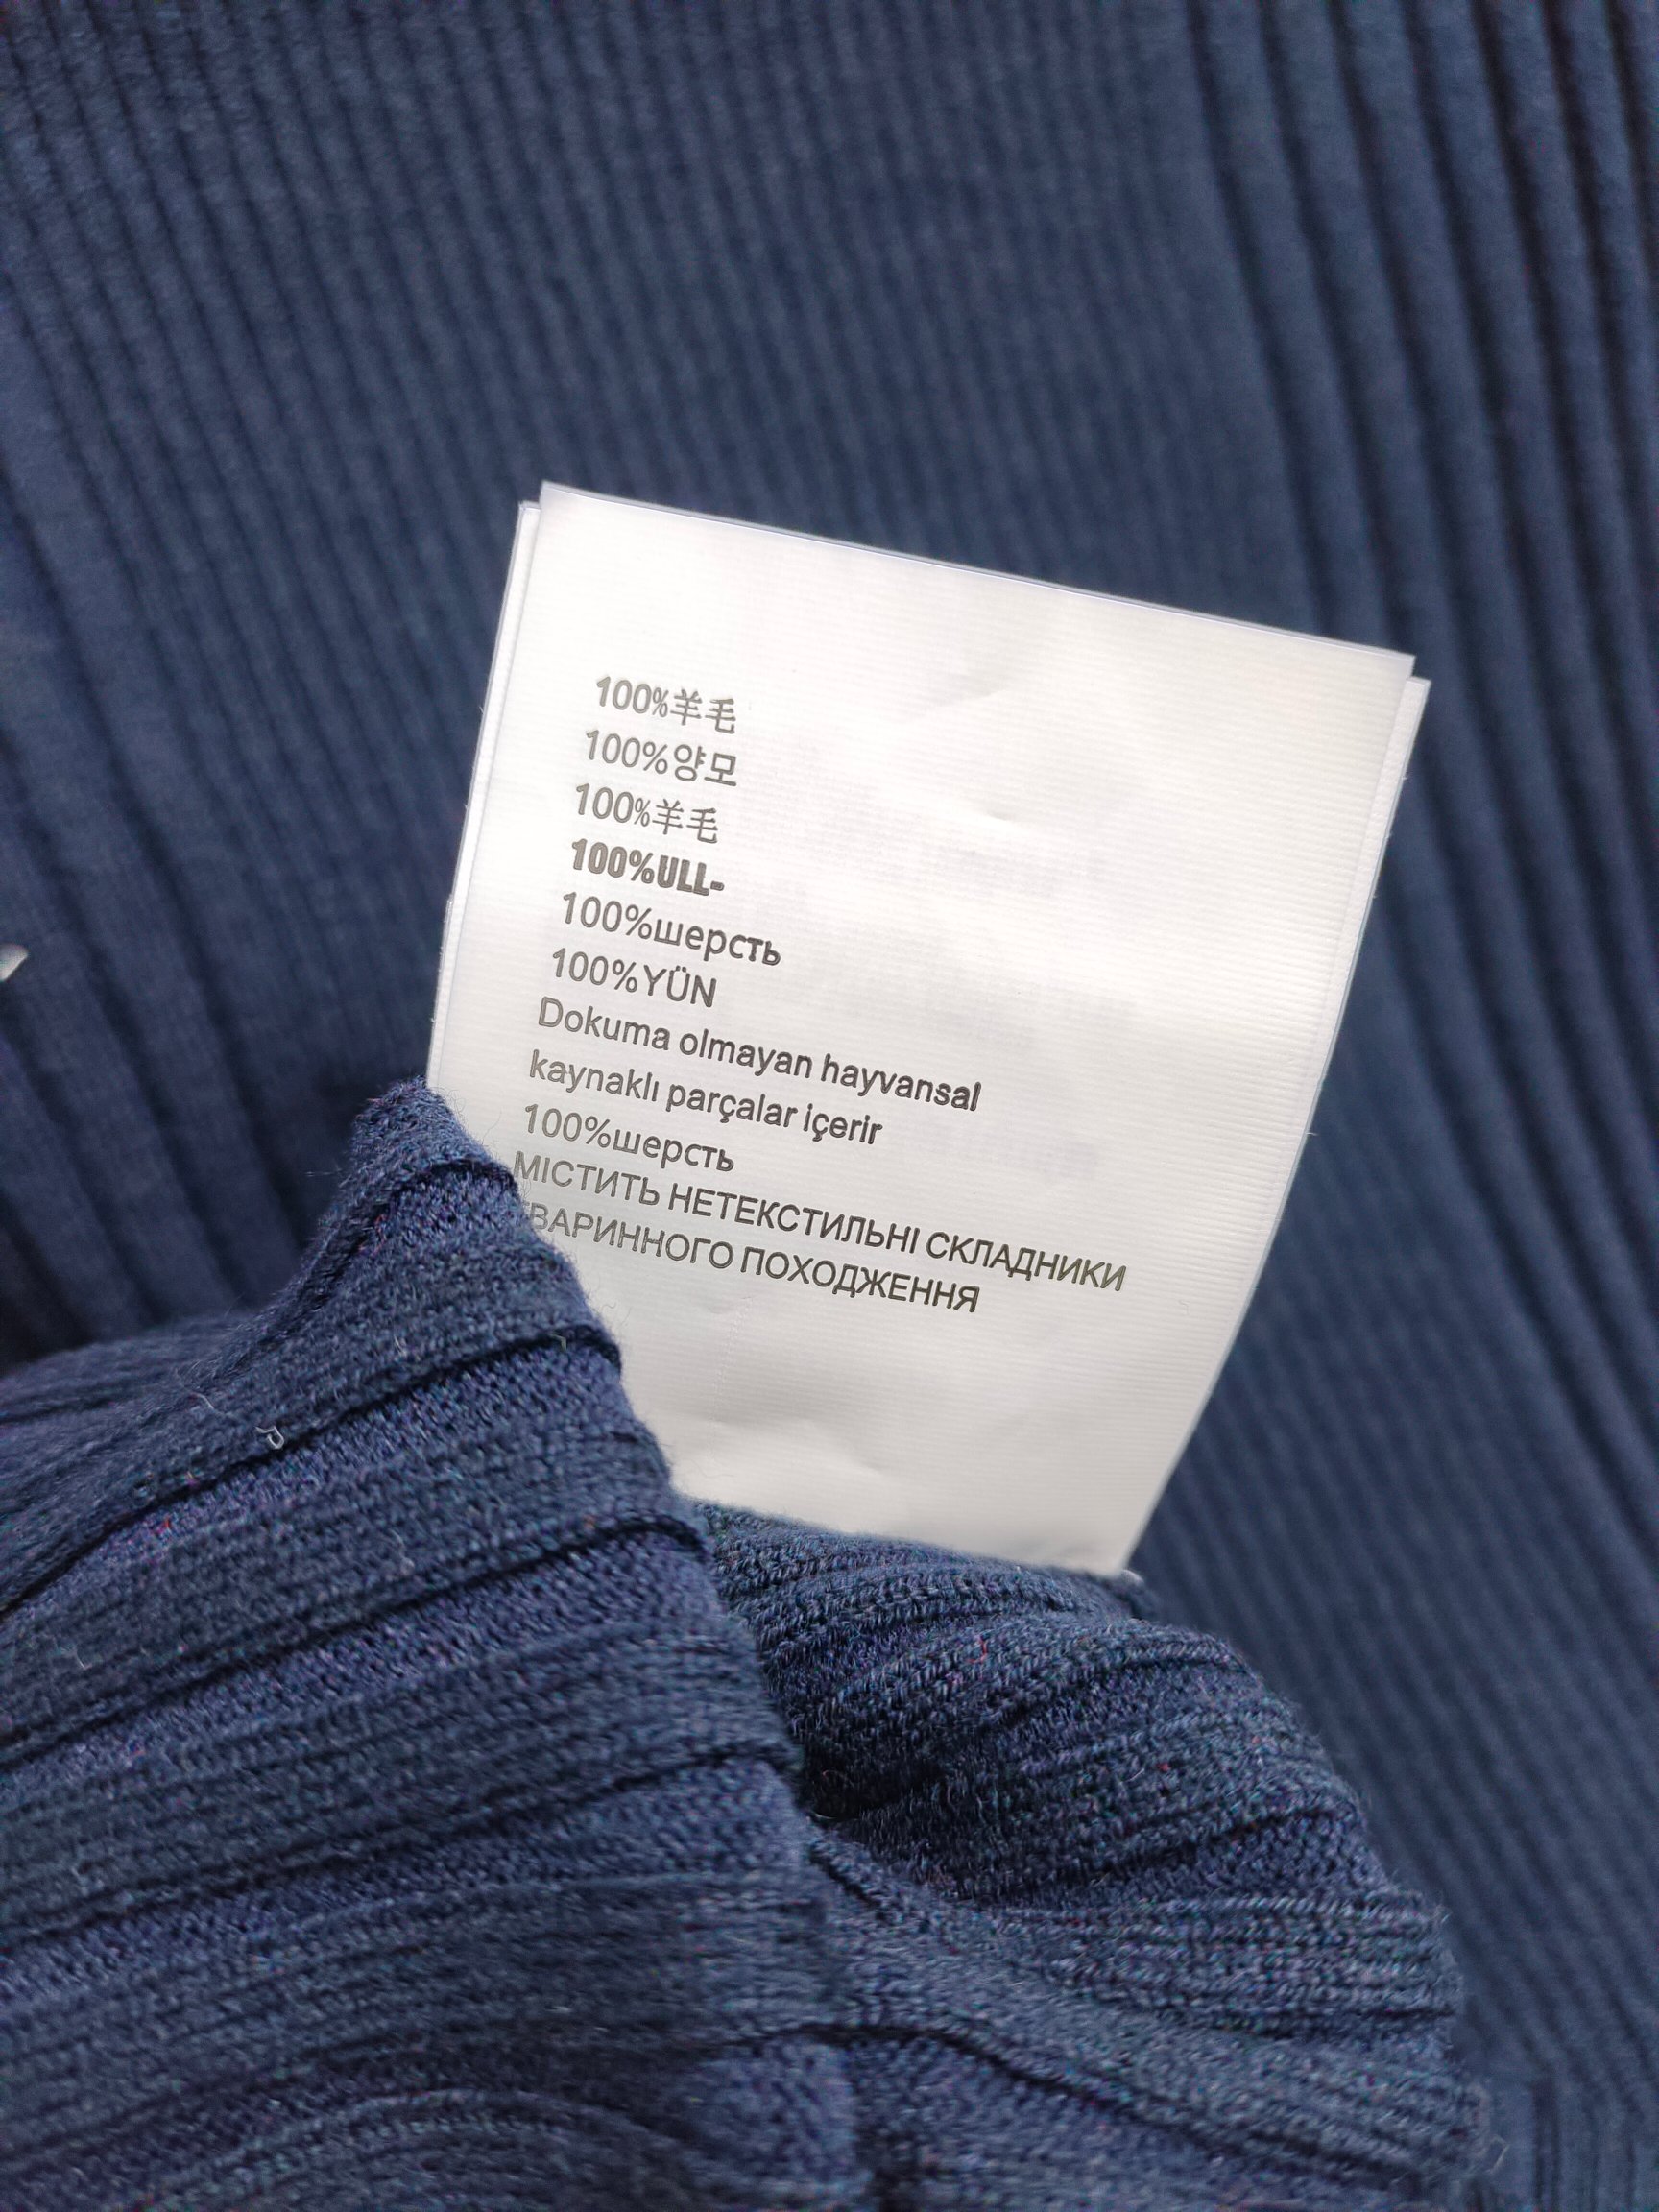 100%羊毛
100%양모
100%羊毛
100%ULL-
100%шерсть
100%YÜN
Dokuma olmayan hayvansal
kaynaklı parçalar içerir
100%шерсть
МІСТИТЬ НЕТЕКСТИЛЬНІ СКЛАДНИКИ
ТВАРИННОГО ПОХОДЖЕННЯ